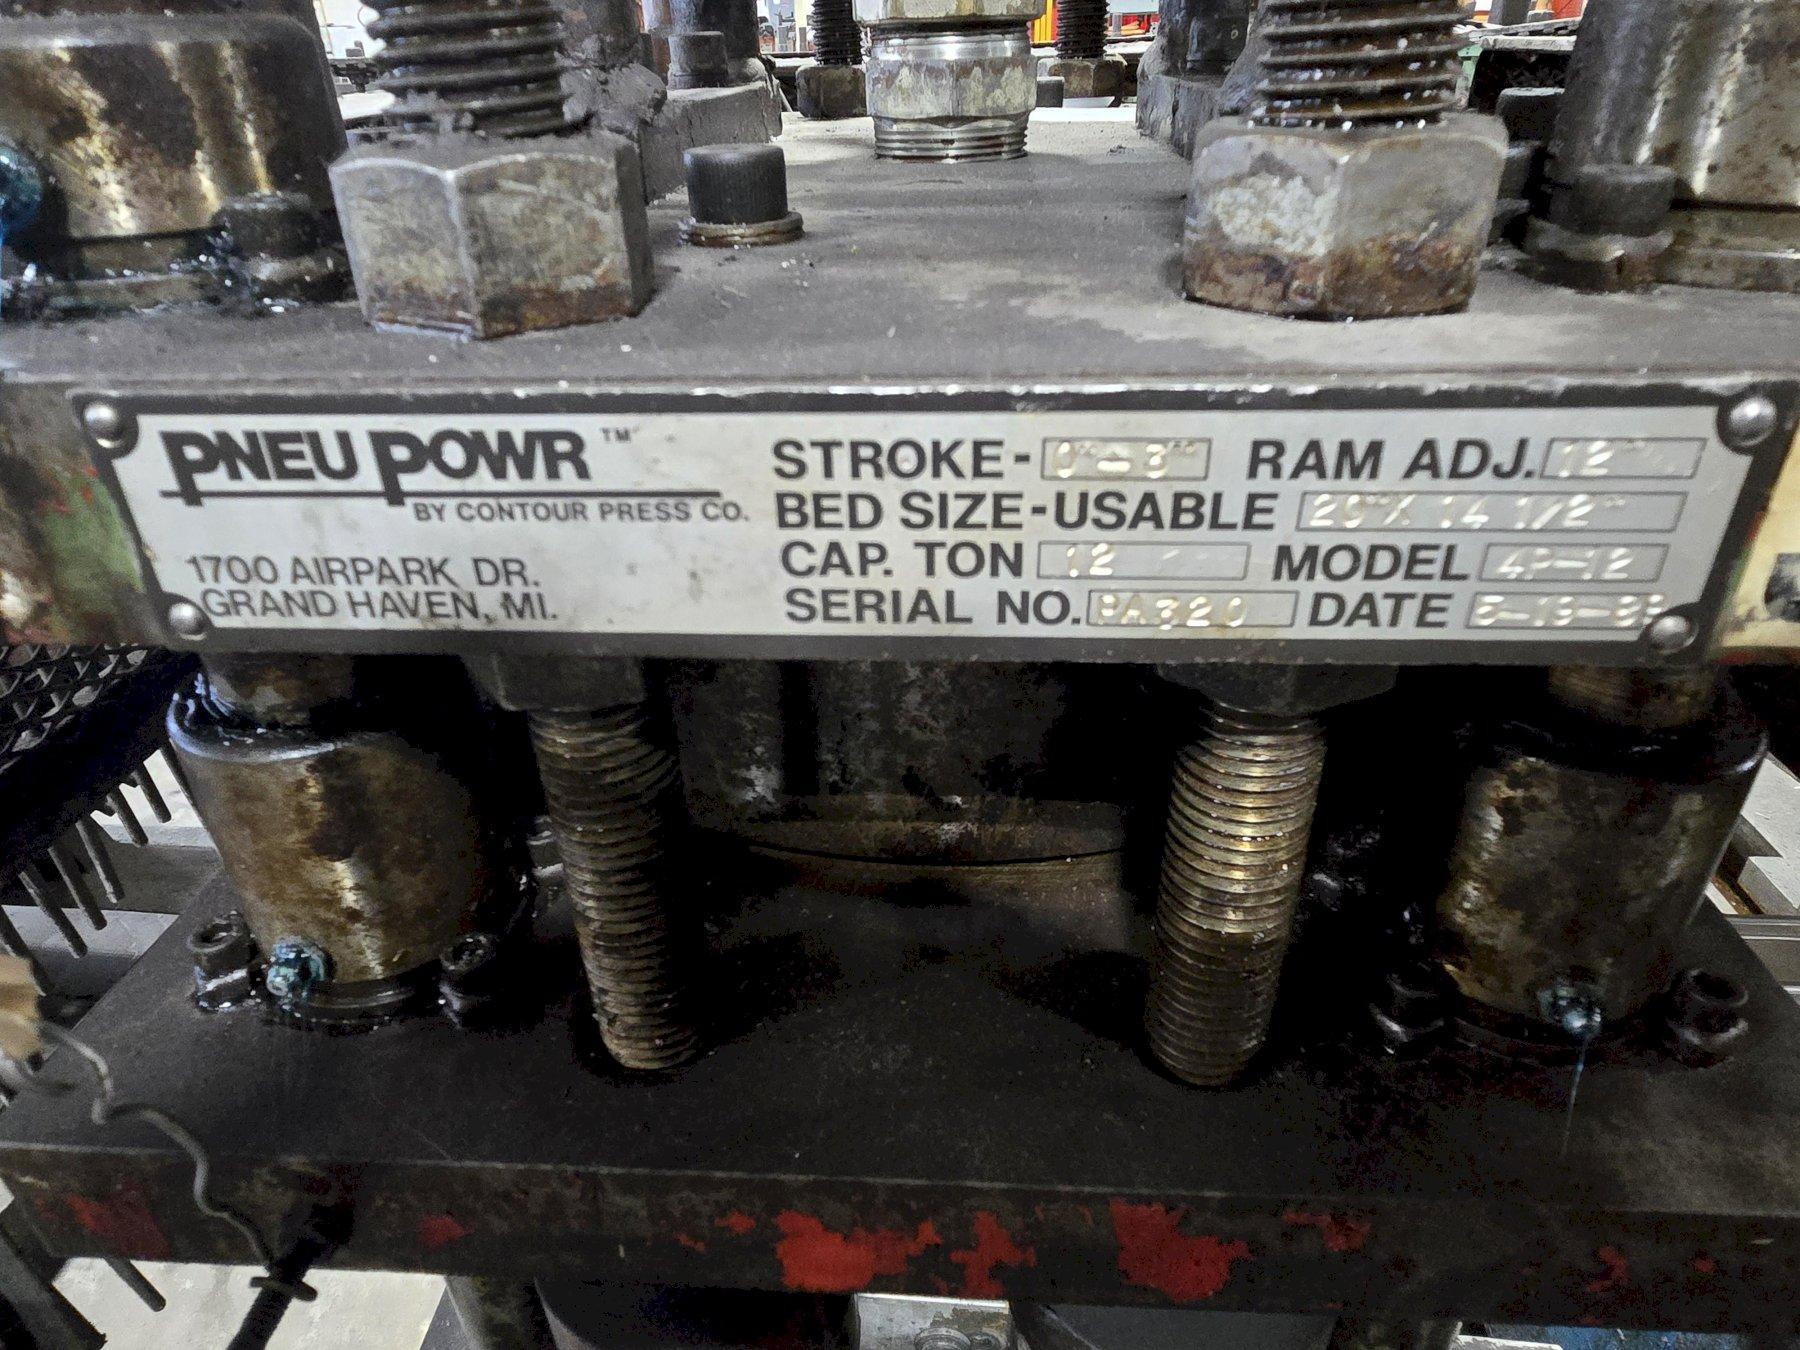 PNEU POWR™
BY CONTOUR PRESS CO.
1700 AIRPARK DR.
GRAND HAVEN, MI.
STROKE- 0"-3" RAM ADJ. 12"
BED SIZE-USABLE 20"X 14 1/2"
CAP. TON 12 MODEL 4P-12
SERIAL NO. PA320 DATE